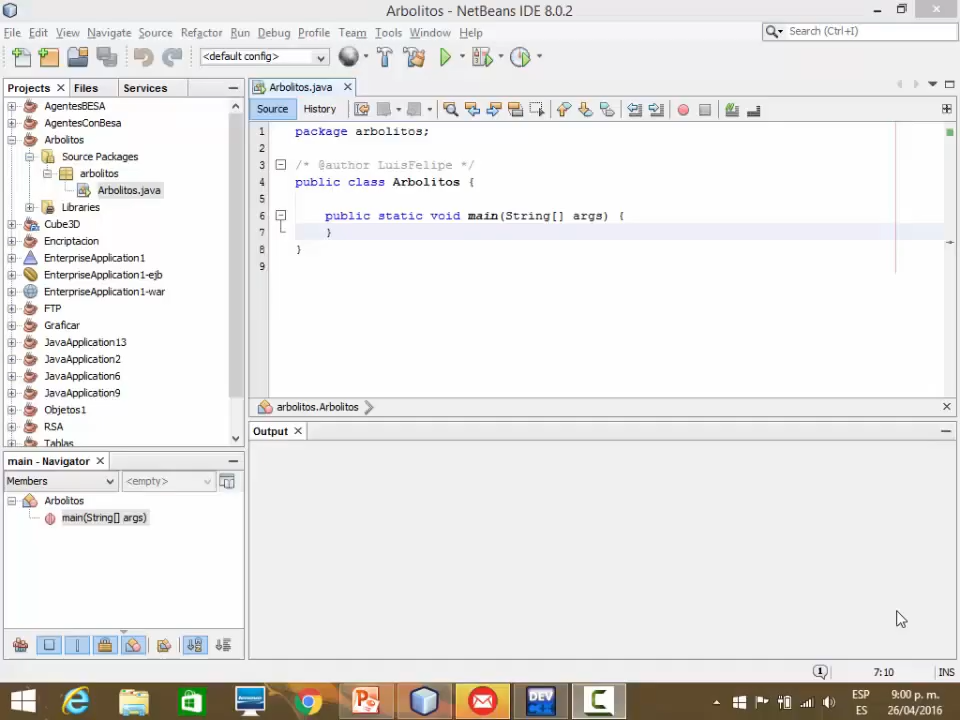 Arbolitos - NetBeans IDE 8.0.2
File Edit View Navigate Source Refactor Run Debug Profile Team Tools Window Help
Search (Ctrl+I)
<default config>
Projects Files Services
AgentesBESA
AgentesConBesa
Arbolitos
Source Packages
arbolitos
Arbolitos.java
Libraries
Cube3D
Encriptacion
EnterpriseApplication1
EnterpriseApplication1-ejb
EnterpriseApplication1-war
FTP
Graficar
JavaApplication13
JavaApplication2
JavaApplication6
JavaApplication9
Objetos1
RSA
Tablas
Arbolitos.java
Source History
1 package arbolitos;
2
3 /* @author LuisFelipe */
4 public class Arbolitos {
5
6 public static void main(String[] args) {
7 }
8 }
9
arbolitos.Arbolitos
Output
main - Navigator
Members <empty>
Arbolitos
main(String[] args)
1 7:10 INS
DEV
ESP
ES
9:00 p. m.
26/04/2016